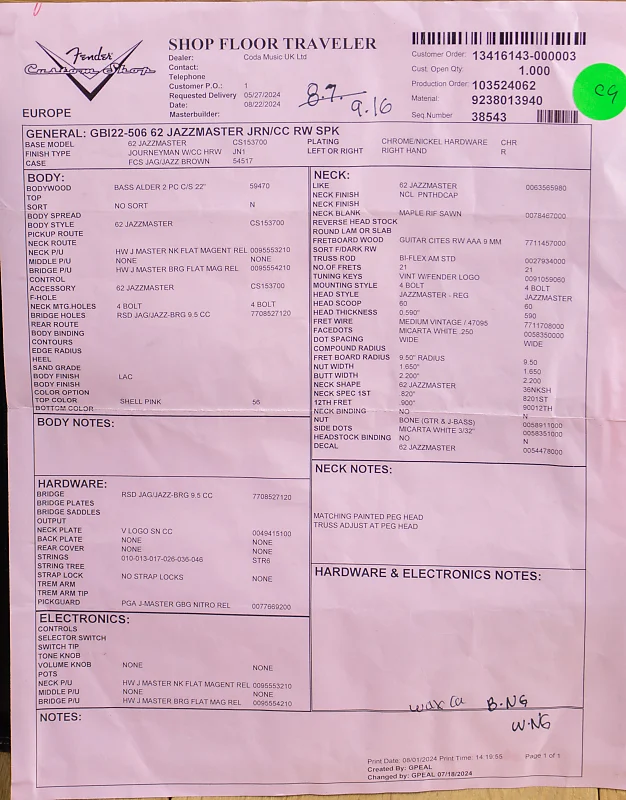 Fender
Custom Shop
EUROPE
SHOP FLOOR TRAVELER
Dealer: Coda Music UK Ltd
Contact:
Telephone
Customer P.O.: 1
Requested Delivery 05/27/2024
Date: 08/22/2024
Masterbuilder:
8.7.
9.16
Customer Order: 13416143-000003
Cust. Open Qty: 1.000
Production Order: 103524062
Material: 9238013940
Seq Number 38543
CG
GENERAL: GBI22-506 62 JAZZMASTER JRN/CC RW SPK
BASE MODEL 62 JAZZMASTER CS153700 PLATING CHROME/NICKEL HARDWARE CHR
FINISH TYPE JOURNEYMAN W/CC HRW JN1 LEFT OR RIGHT RIGHT HAND R
CASE FCS JAG/JAZZ BROWN 54517
BODY:
BODYWOOD BASS ALDER 2 PC C/S 22" 59470
TOP
SORT NO SORT N
BODY SPREAD
BODY STYLE 62 JAZZMASTER CS153700
PICKUP ROUTE
NECK ROUTE
NECK P/U HW J MASTER NK FLAT MAGENT REL 0095553210
MIDDLE P/U NONE NONE
BRIDGE P/U HW J MASTER BRG FLAT MAG REL 0095554210
CONTROL
ACCESSORY 62 JAZZMASTER CS153700
F-HOLE
NECK MTG.HOLES 4 BOLT 4 BOLT
BRIDGE HOLES RSD JAG/JAZZ-BRG 9.5 CC 7708527120
REAR ROUTE
BODY BINDING
CONTOURS
EDGE RADIUS
HEEL
SAND GRADE
BODY FINISH LAC
BODY FINISH
COLOR OPTION
TOP COLOR SHELL PINK 56
BOTTOM COLOR
BODY NOTES:
HARDWARE:
BRIDGE RSD JAG/JAZZ-BRG 9.5 CC 7708527120
BRIDGE PLATES
BRIDGE SADDLES
OUTPUT
NECK PLATE V LOGO SN CC 0049415100
BACK PLATE NONE NONE
REAR COVER NONE NONE
STRINGS 010-013-017-026-036-046 STR6
STRING TREE
STRAP LOCK NO STRAP LOCKS NONE
TREM ARM
TREM ARM TIP
PICKGUARD PGA J-MASTER GBG NITRO REL 0077669200
ELECTRONICS:
CONTROLS
SELECTOR SWITCH
SWITCH TIP
TONE KNOB
VOLUME KNOB NONE NONE
POTS
NECK P/U HW J MASTER NK FLAT MAGENT REL 0095553210
MIDDLE P/U NONE NONE
BRIDGE P/U HW J MASTER BRG FLAT MAG REL 0095554210
NECK:
LIKE 62 JAZZMASTER 0063565980
NECK FINISH NCL PNTHDCAP
NECK FINISH
NECK BLANK MAPLE RIF SAWN 0078467000
REVERSE HEAD STOCK
ROUND LAM OR SLAB
FRETBOARD WOOD GUITAR CITES RW AAA 9 MM 7711457000
SORT F/DARK RW
TRUSS ROD BI-FLEX AM STD 0027934000
NO.OF FRETS 21 21
TUNING KEYS VINT W/FENDER LOGO 0091059060
MOUNTING STYLE 4 BOLT 4 BOLT
HEAD STYLE JAZZMASTER - REG JAZZMASTER
HEAD SCOOP 60 60
HEAD THICKNESS 0.590" 590
FRET WIRE MEDIUM VINTAGE / 47095 7711708000
FACEDOTS MICARTA WHITE .250 0058350000
DOT SPACING WIDE WIDE
COMPOUND RADIUS
FRET BOARD RADIUS 9.50" RADIUS 9.50
NUT WIDTH 1.650" 1.650
BUTT WIDTH 2.200" 2.200
NECK SHAPE 62 JAZZMASTER 36NKSH
NECK SPEC 1ST .820" 8201ST
12TH FRET .900" 90012TH
NECK BINDING NO N
NUT BONE (GTR & J-BASS) 0058911000
SIDE DOTS MICARTA WHITE 3/32" 0058351000
HEADSTOCK BINDING NO N
DECAL 62 JAZZMASTER 0054478000
NECK NOTES:
MATCHING PAINTED PEG HEAD
TRUSS ADJUST AT PEG HEAD
HARDWARE & ELECTRONICS NOTES:
B.NG
W.NG
NOTES:
Print Date: 08/01/2024 Print Time: 14:19:55 Page 1 of 1
Created By: GPEAL
Changed by: GPEAL 07/18/2024